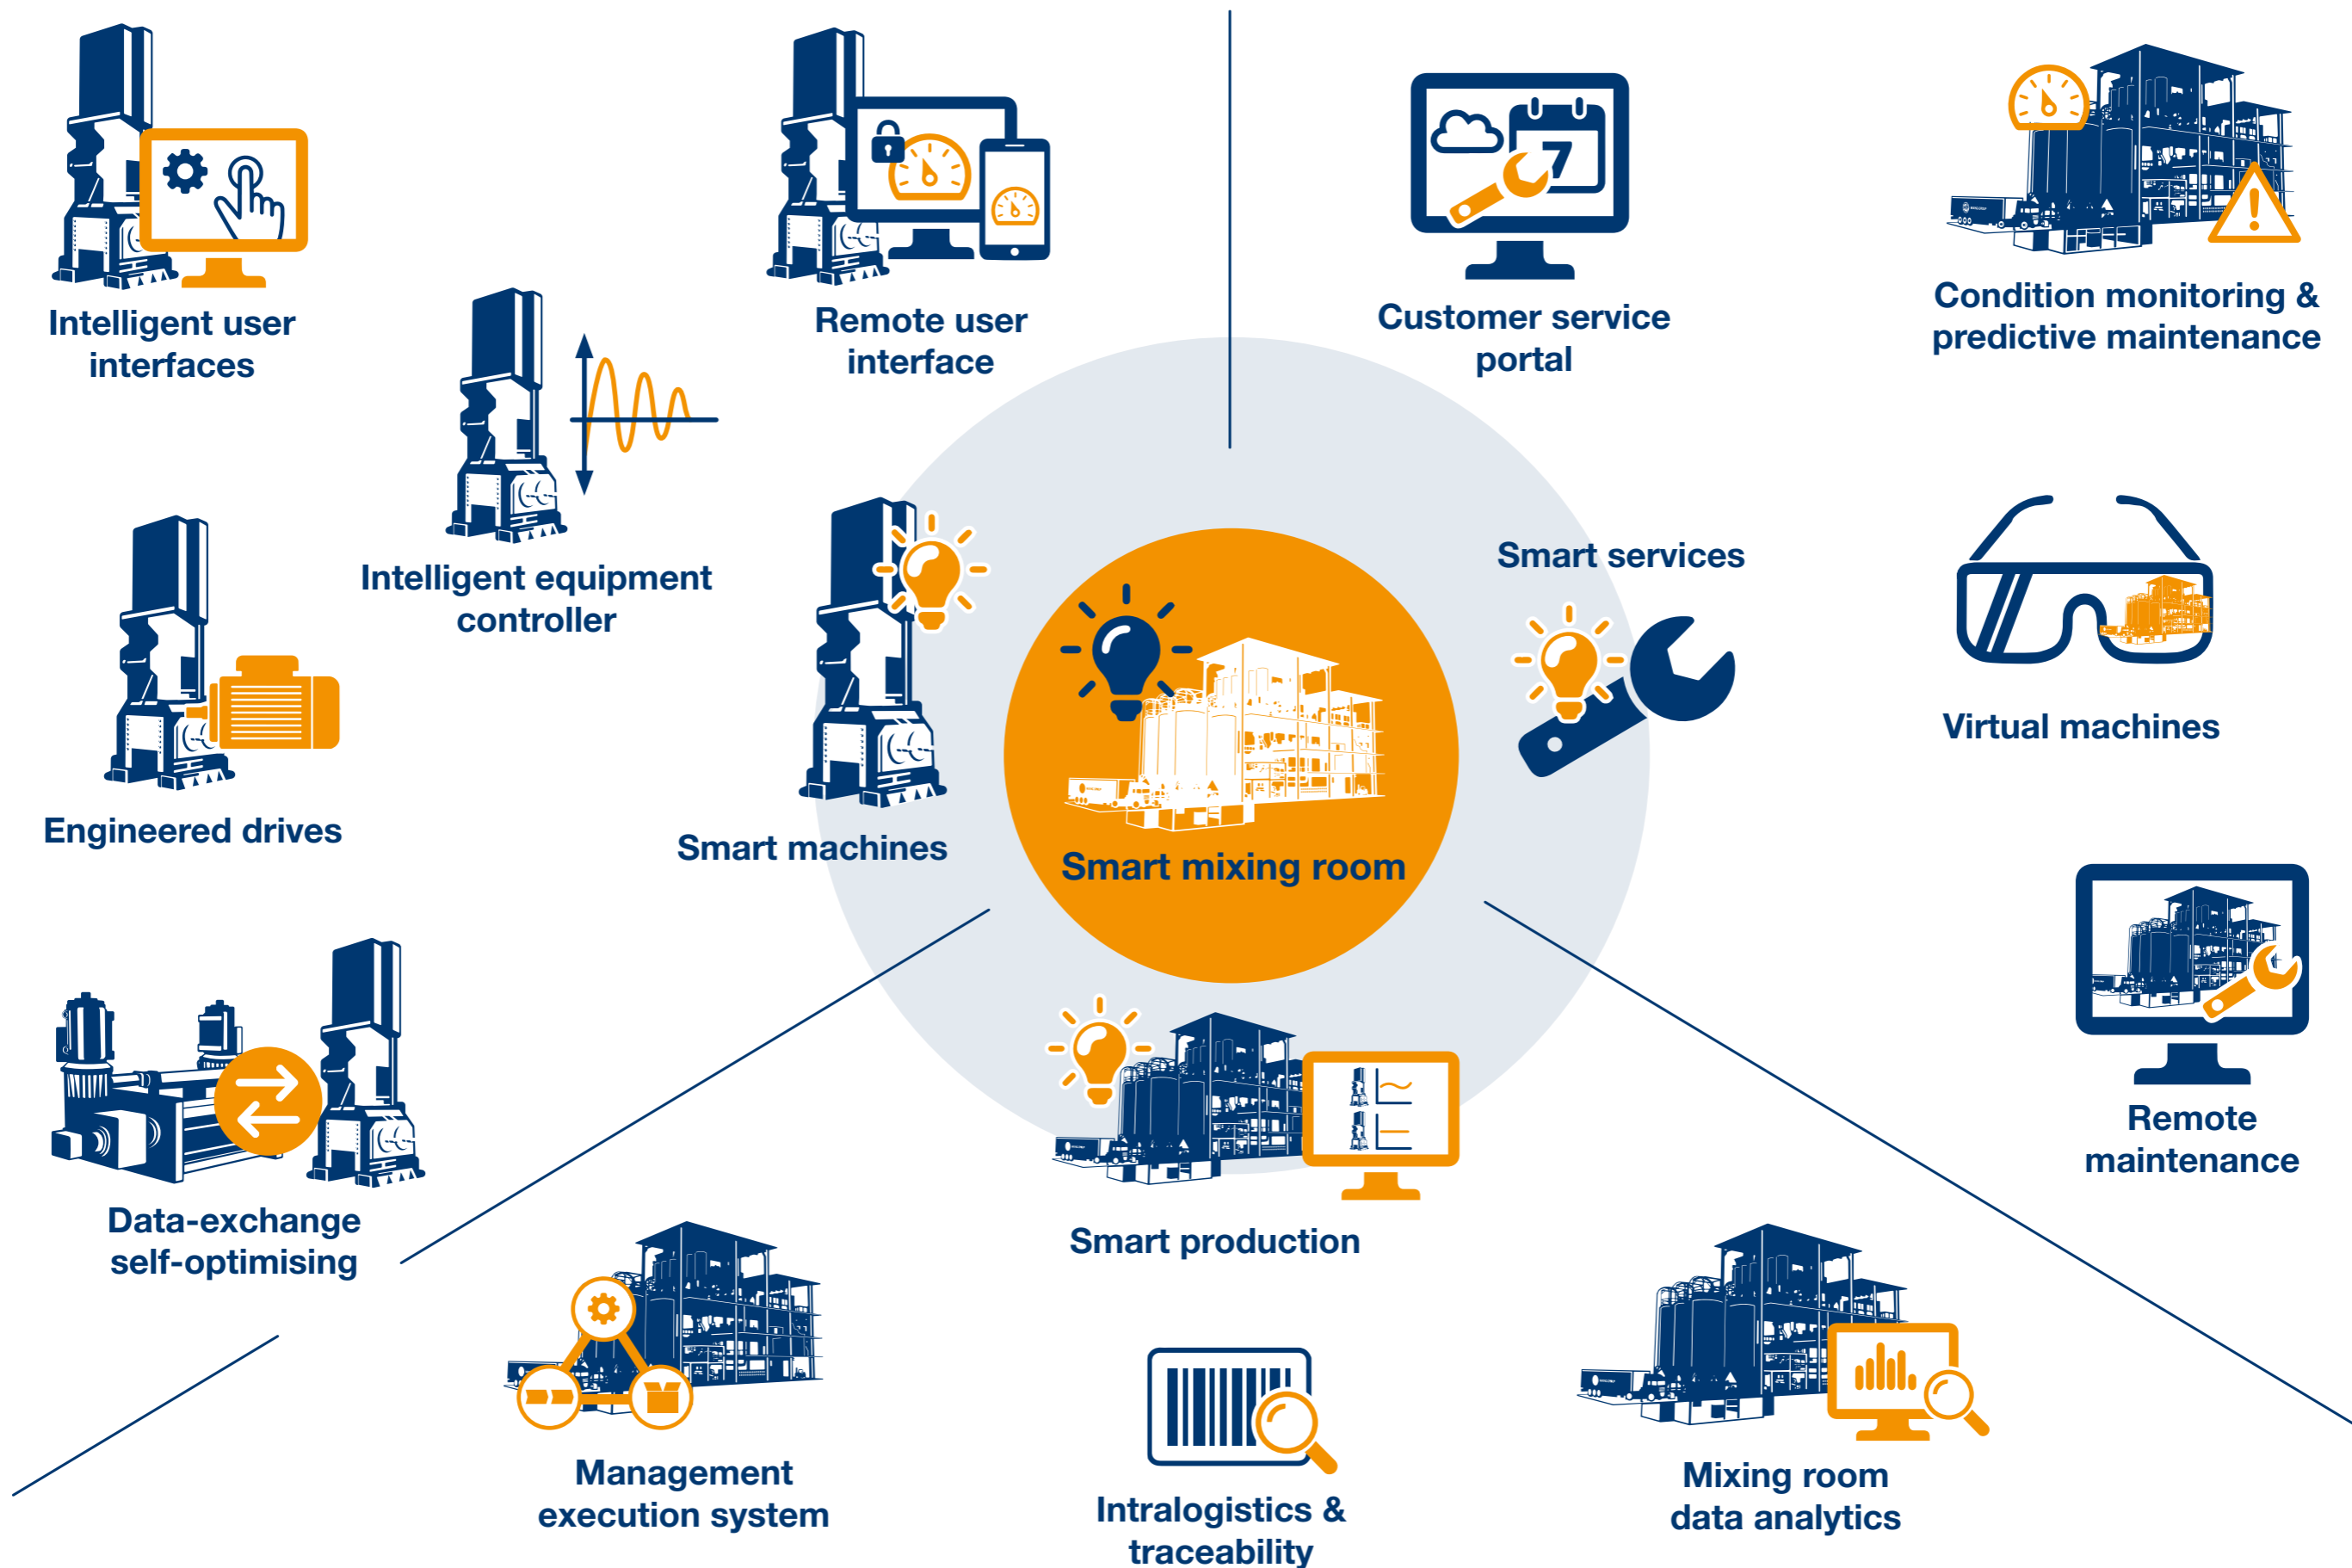 Intelligent user
interfaces
Remote user
interface
7
Customer service
portal
Condition monitoring &
predictive maintenance
Intelligent equipment
controller
Smart services
Virtual machines
Engineered drives
Smart machines
Smart mixing room
Remote
maintenance
Data-exchange
self-optimising
Smart production
Management
execution system
Intralogistics &
traceability
Mixing room
data analytics